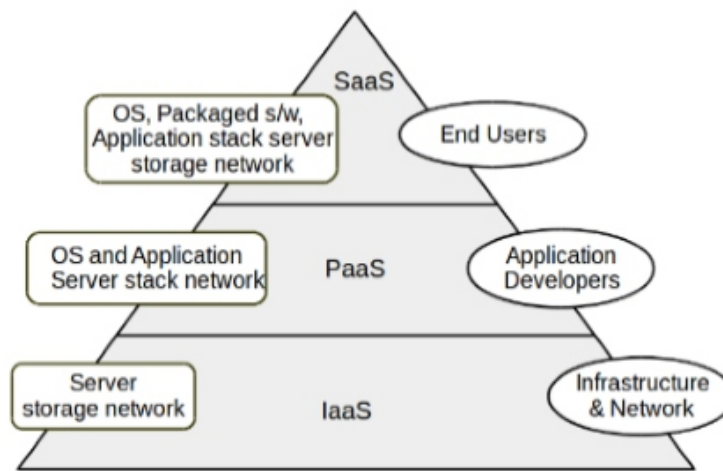 SaaS
OS, Packaged s/w,
Application stack server
storage network
End Users
OS and Application
Server stack network
PaaS
Application
Developers
Server
storage network
IaaS
Infrastructure
& Network